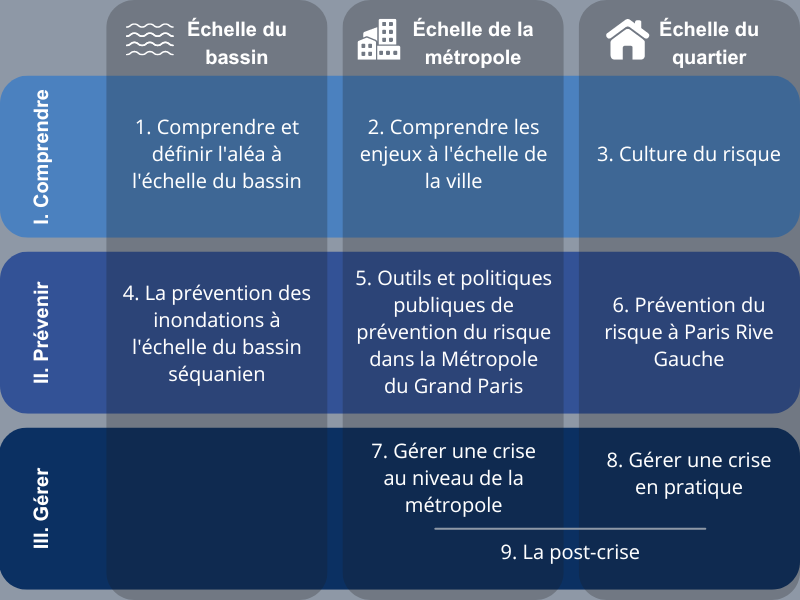 Échelle du
bassin
Échelle de la
métropole
Échelle du
quartier
I. Comprendre
1. Comprendre et
définir l'aléa à
l'échelle du bassin
2. Comprendre les
enjeux à l'échelle de
la ville
3. Culture du risque
II. Prévenir
4. La prévention des
inondations à
l'échelle du bassin
séquanien
5. Outils et politiques
publiques de
prévention du risque
dans la Métropole
du Grand Paris
6. Prévention du
risque à Paris Rive
Gauche
III. Gérer
7. Gérer une crise
au niveau de la
métropole
8. Gérer une crise
en pratique
9. La post-crise